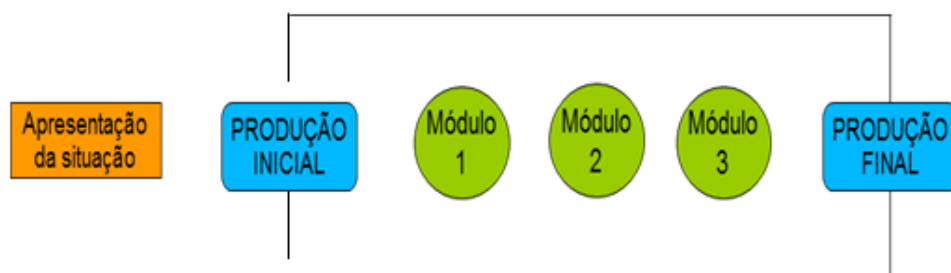 Apresentação
da situação
PRODUÇÃO
INICIAL
Módulo
1
Módulo
2
Módulo
3
PRODUÇÃO
FINAL